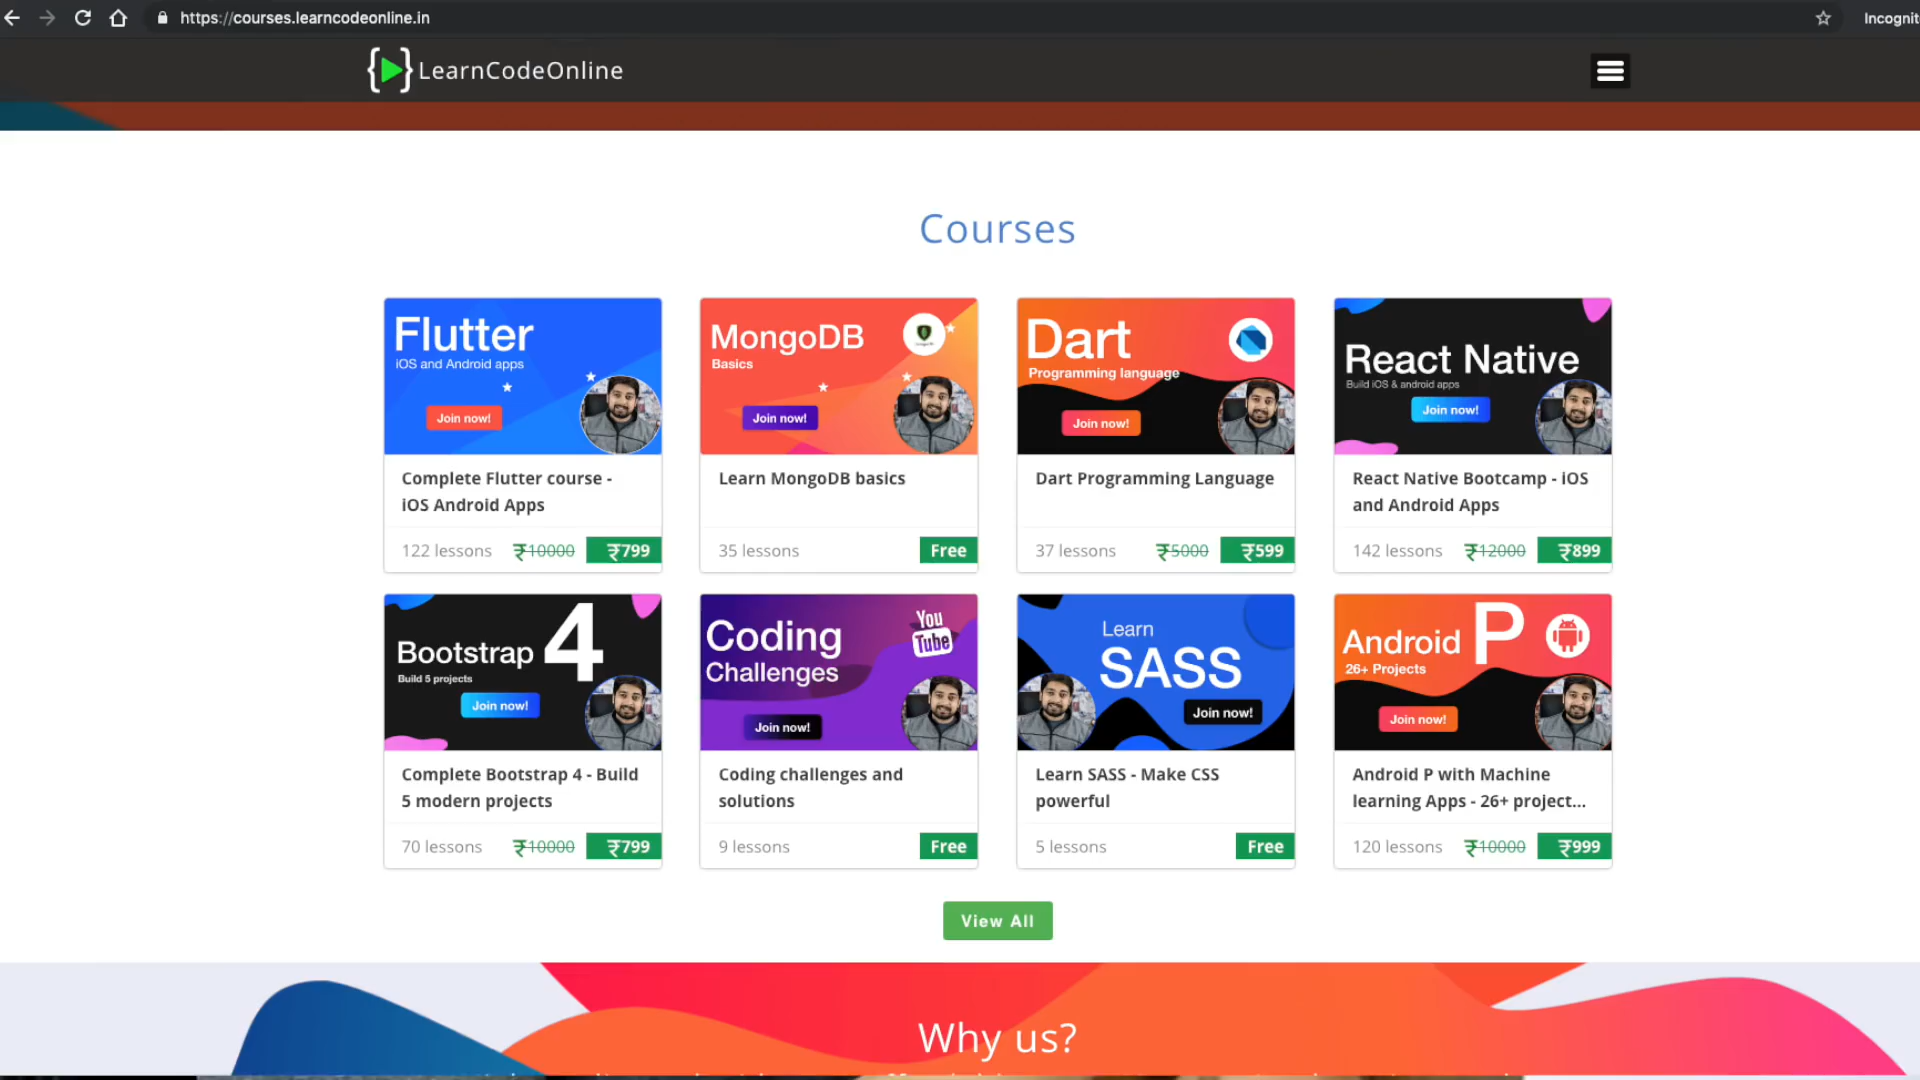 https://courses.learncodeonline.in
Incognit
LearnCodeOnline
Courses
Flutter
iOS and Android apps
Join now!
Complete Flutter course -
iOS Android Apps
122 lessons ₹10000 ₹799
MongoDB
Basics
Join now!
Learn MongoDB basics
35 lessons Free
Dart
Programming language
Join now!
Dart Programming Language
37 lessons ₹5000 ₹599
React Native
Build iOS & android apps
Join now!
React Native Bootcamp - iOS
and Android Apps
142 lessons ₹12000 ₹899
Bootstrap 4
Build 5 projects
Join now!
Complete Bootstrap 4 - Build
5 modern projects
70 lessons ₹10000 ₹799
Coding
Challenges
You
Tube
Join now!
Coding challenges and
solutions
9 lessons Free
Learn
SASS
Join now!
Learn SASS - Make CSS
powerful
5 lessons Free
Android P
26+ Projects
Join now!
Android P with Machine
learning Apps - 26+ project...
120 lessons ₹10000 ₹999
View All
Why us?